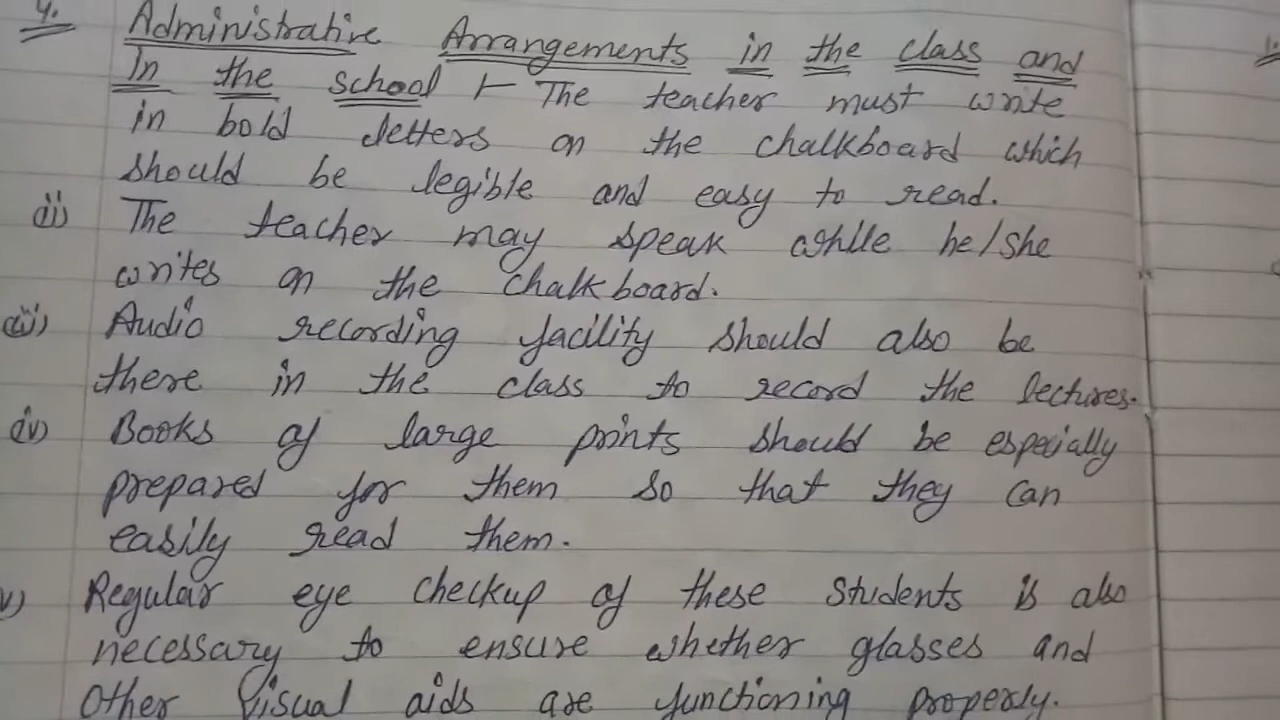 4. Administrative Arrangements in the class and
In the school :- The teacher must write
in bold letters on the chalkboard which
should be legible and easy to read.
(ii) The teacher may speak while he/she
writes on the chalkboard.
(iii) Audio recording facility should also be
there in the class to record the lectures.
(iv) Books of large prints should be especially
prepared for them so that they can
easily read them.
v) Regular eye checkup of these students is also
necessary to ensure whether glasses and
other visual aids are functioning properly.